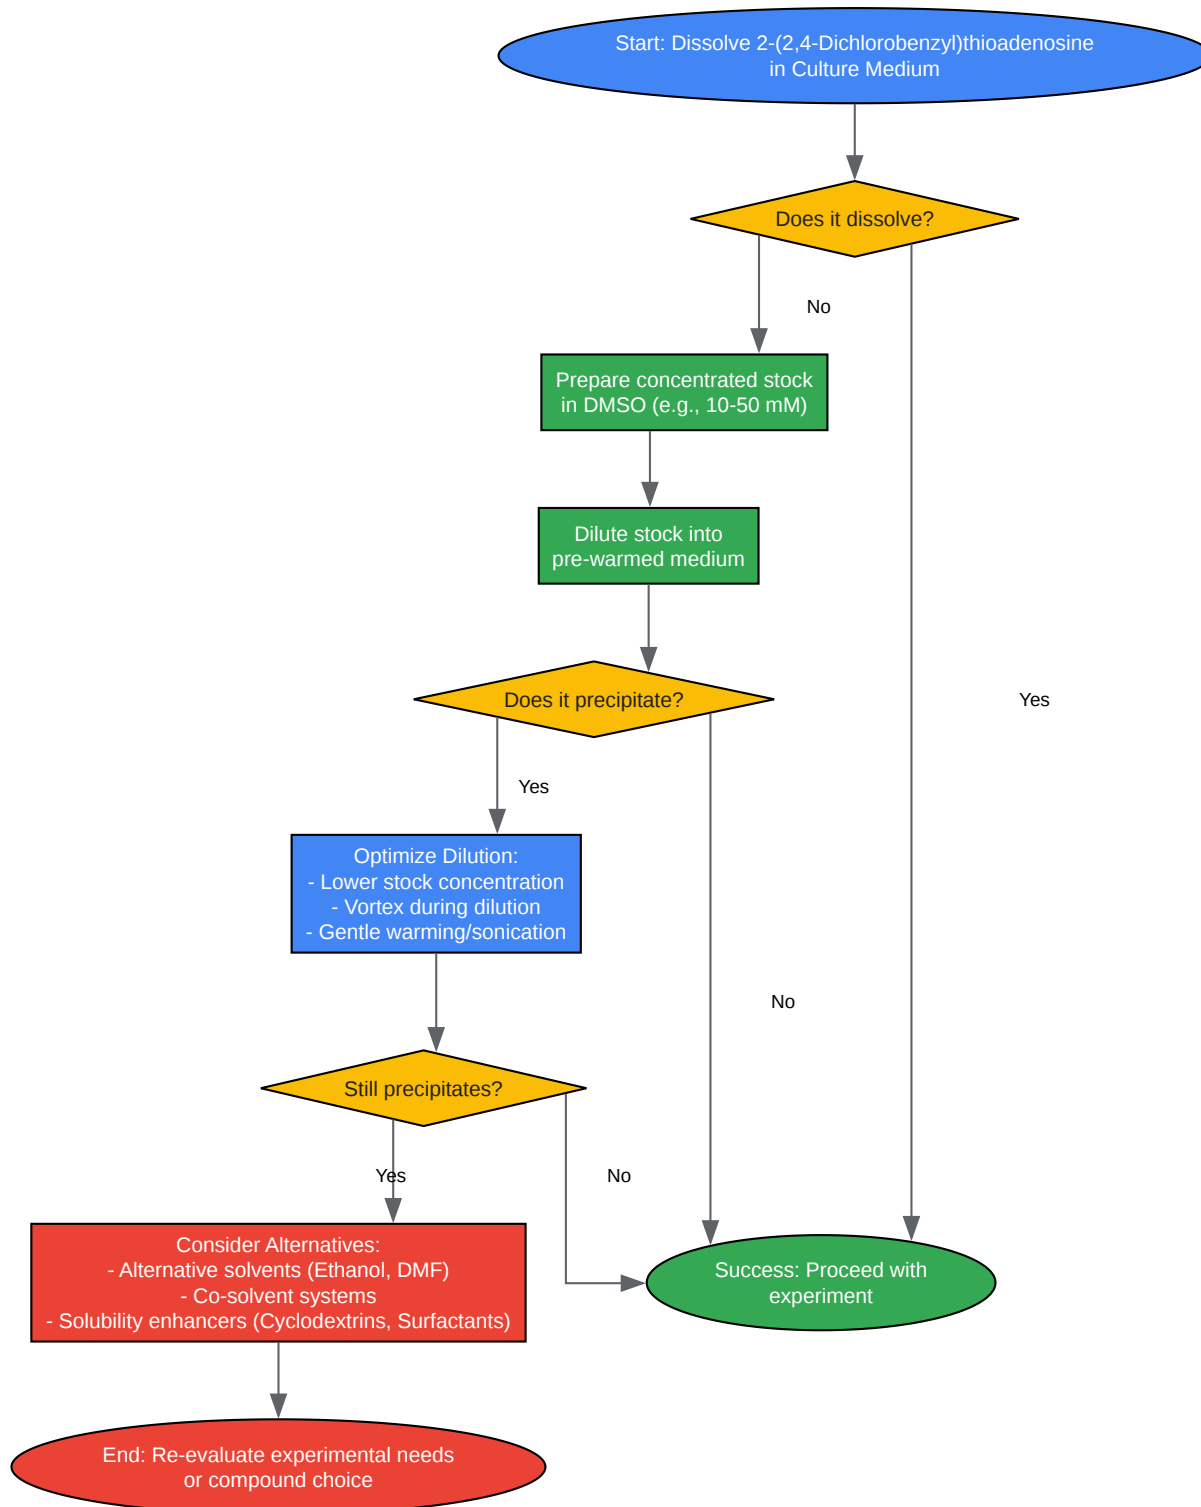 Start: Dissolve 2-(2,4-Dichlorobenzyl)thioadenosine
in Culture Medium
Does it dissolve?
No
Prepare concentrated stock
in DMSO (e.g., 10-50 mM)
Dilute stock into
pre-warmed medium
Does it precipitate?
Yes
Yes
Optimize Dilution:
- Lower stock concentration
- Vortex during dilution
- Gentle warming/sonication
No
Still precipitates?
Yes
No
Consider Alternatives:
- Alternative solvents (Ethanol, DMF)
- Co-solvent systems
- Solubility enhancers (Cyclodextrins, Surfactants)
Success: Proceed with
experiment
End: Re-evaluate experimental needs
or compound choice